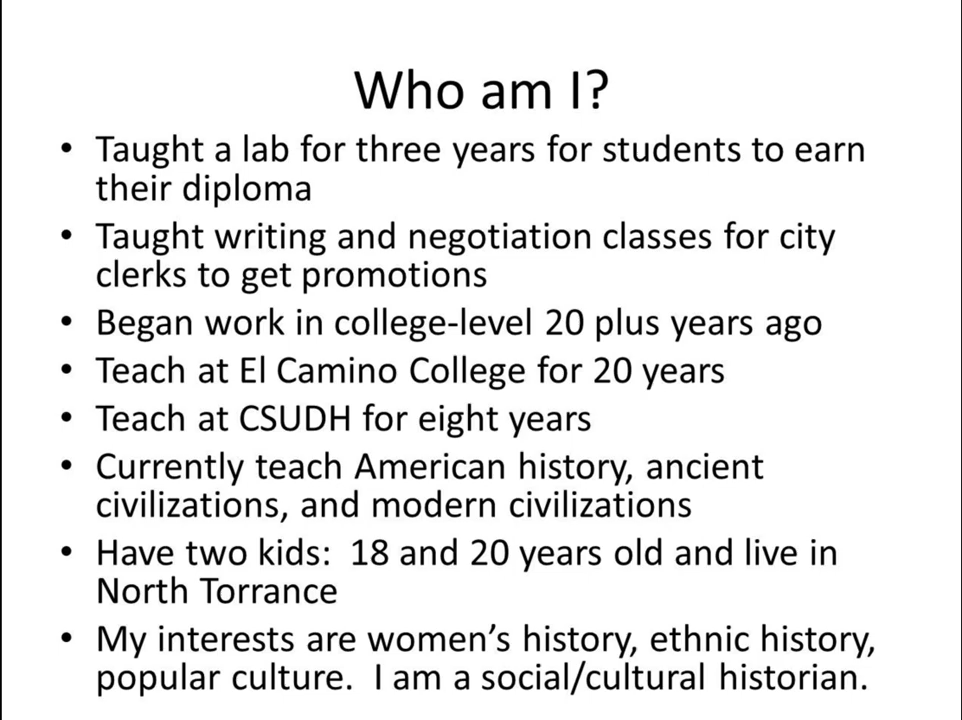 Who am I?
• Taught a lab for three years for students to earn
their diploma
• Taught writing and negotiation classes for city
clerks to get promotions
• Began work in college-level 20 plus years ago
• Teach at El Camino College for 20 years
• Teach at CSUDH for eight years
• Currently teach American history, ancient
civilizations, and modern civilizations
• Have two kids:  18 and 20 years old and live in
North Torrance
• My interests are women’s history, ethnic history,
popular culture.  I am a social/cultural historian.